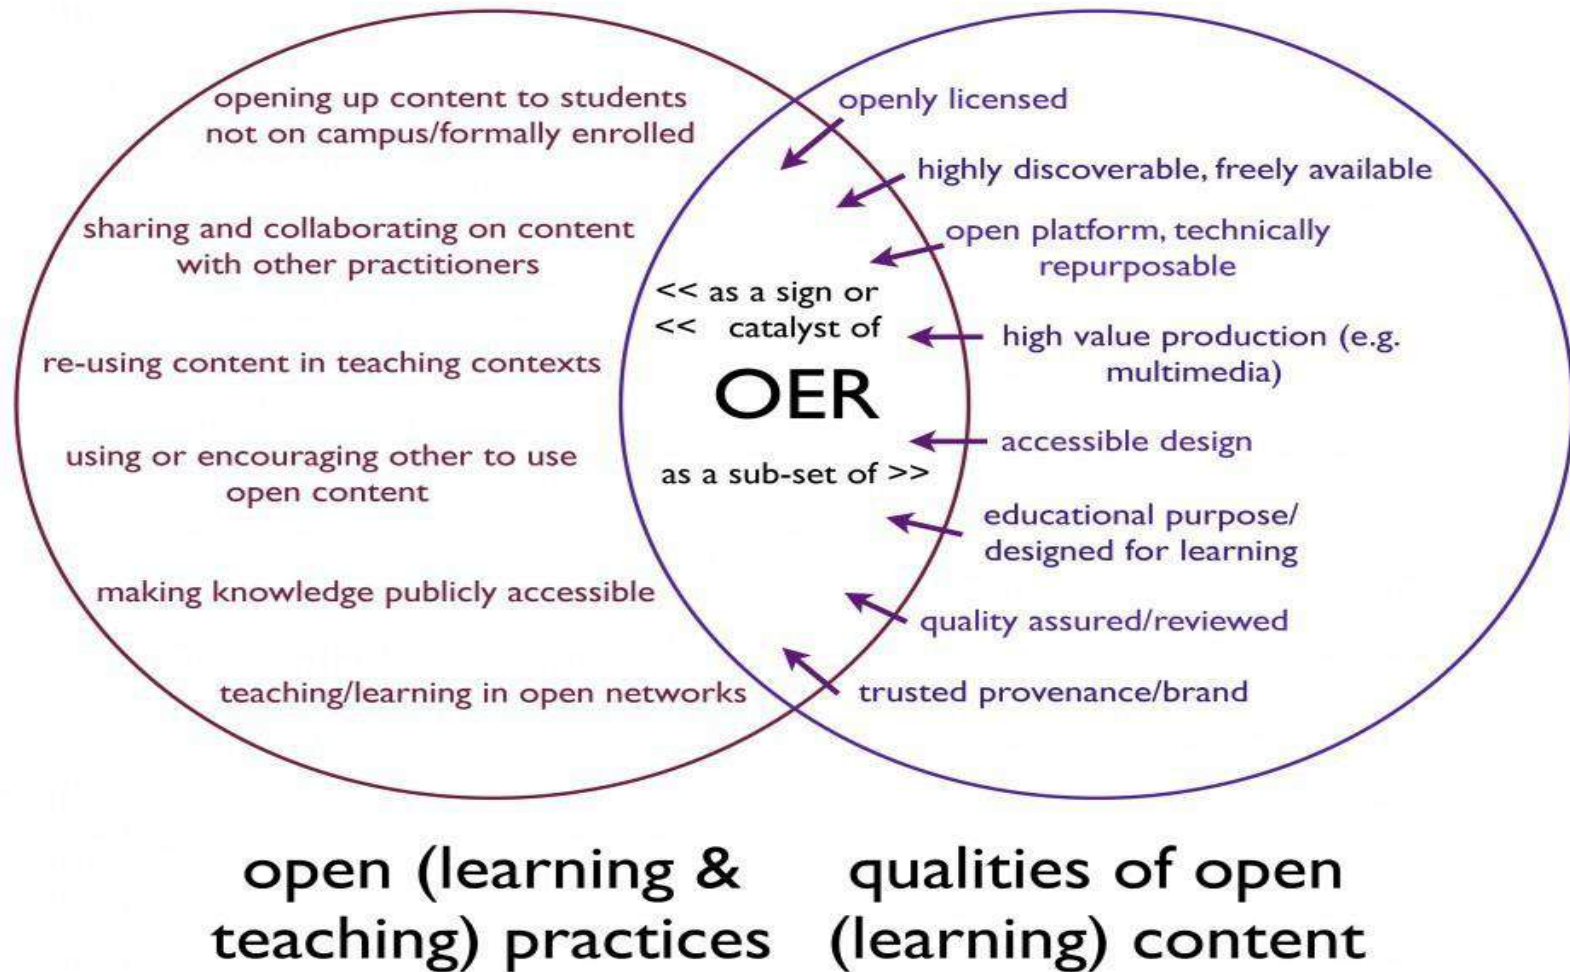 opening up content to students
not on campus/formally enrolled
sharing and collaborating on content
with other practitioners
re-using content in teaching contexts
using or encouraging other to use
open content
making knowledge publicly accessible
teaching/learning in open networks
<< as a sign or
<< catalyst of
OER
as a sub-set of >>
openly licensed
highly discoverable, freely available
open platform, technically
repurposable
high value production (e.g.
multimedia)
accessible design
educational purpose/
designed for learning
quality assured/reviewed
trusted provenance/brand
open (learning &
teaching) practices
qualities of open
(learning) content